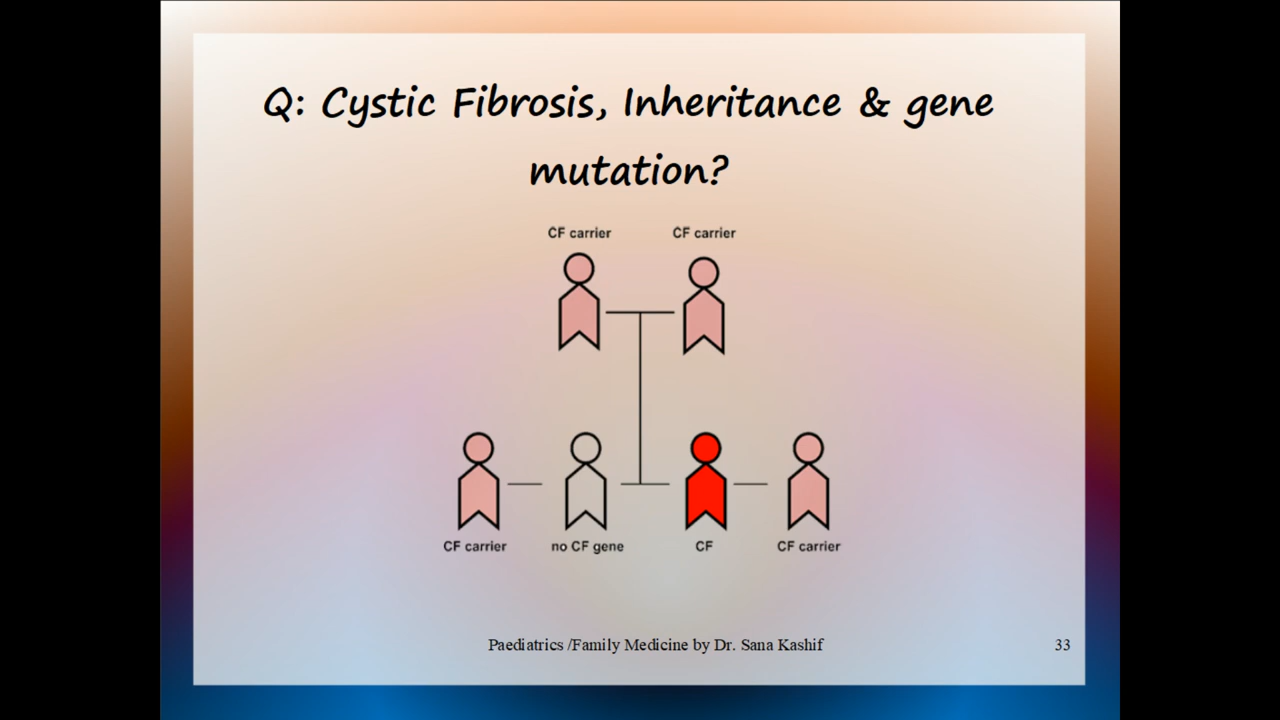 Q: Cystic Fibrosis, Inheritance & gene
mutation?
CF carrier CF carrier
CF carrier no CF gene CF CF carrier
Paediatrics /Family Medicine by Dr. Sana Kashif 33